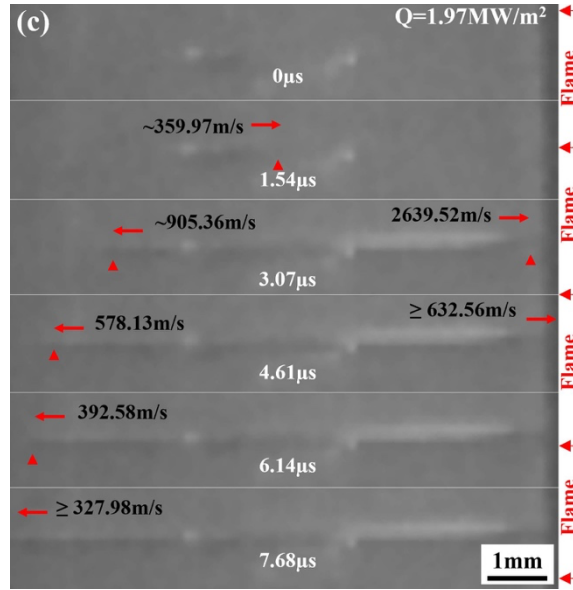 (c)
Q=1.97MW/m²
0μs
~359.97m/s
1.54μs
~905.36m/s
2639.52m/s
3.07μs
578.13m/s
≥ 632.56m/s
4.61μs
392.58m/s
6.14μs
≥ 327.98m/s
7.68μs
1mm
Flame
Flame
Flame
Flame